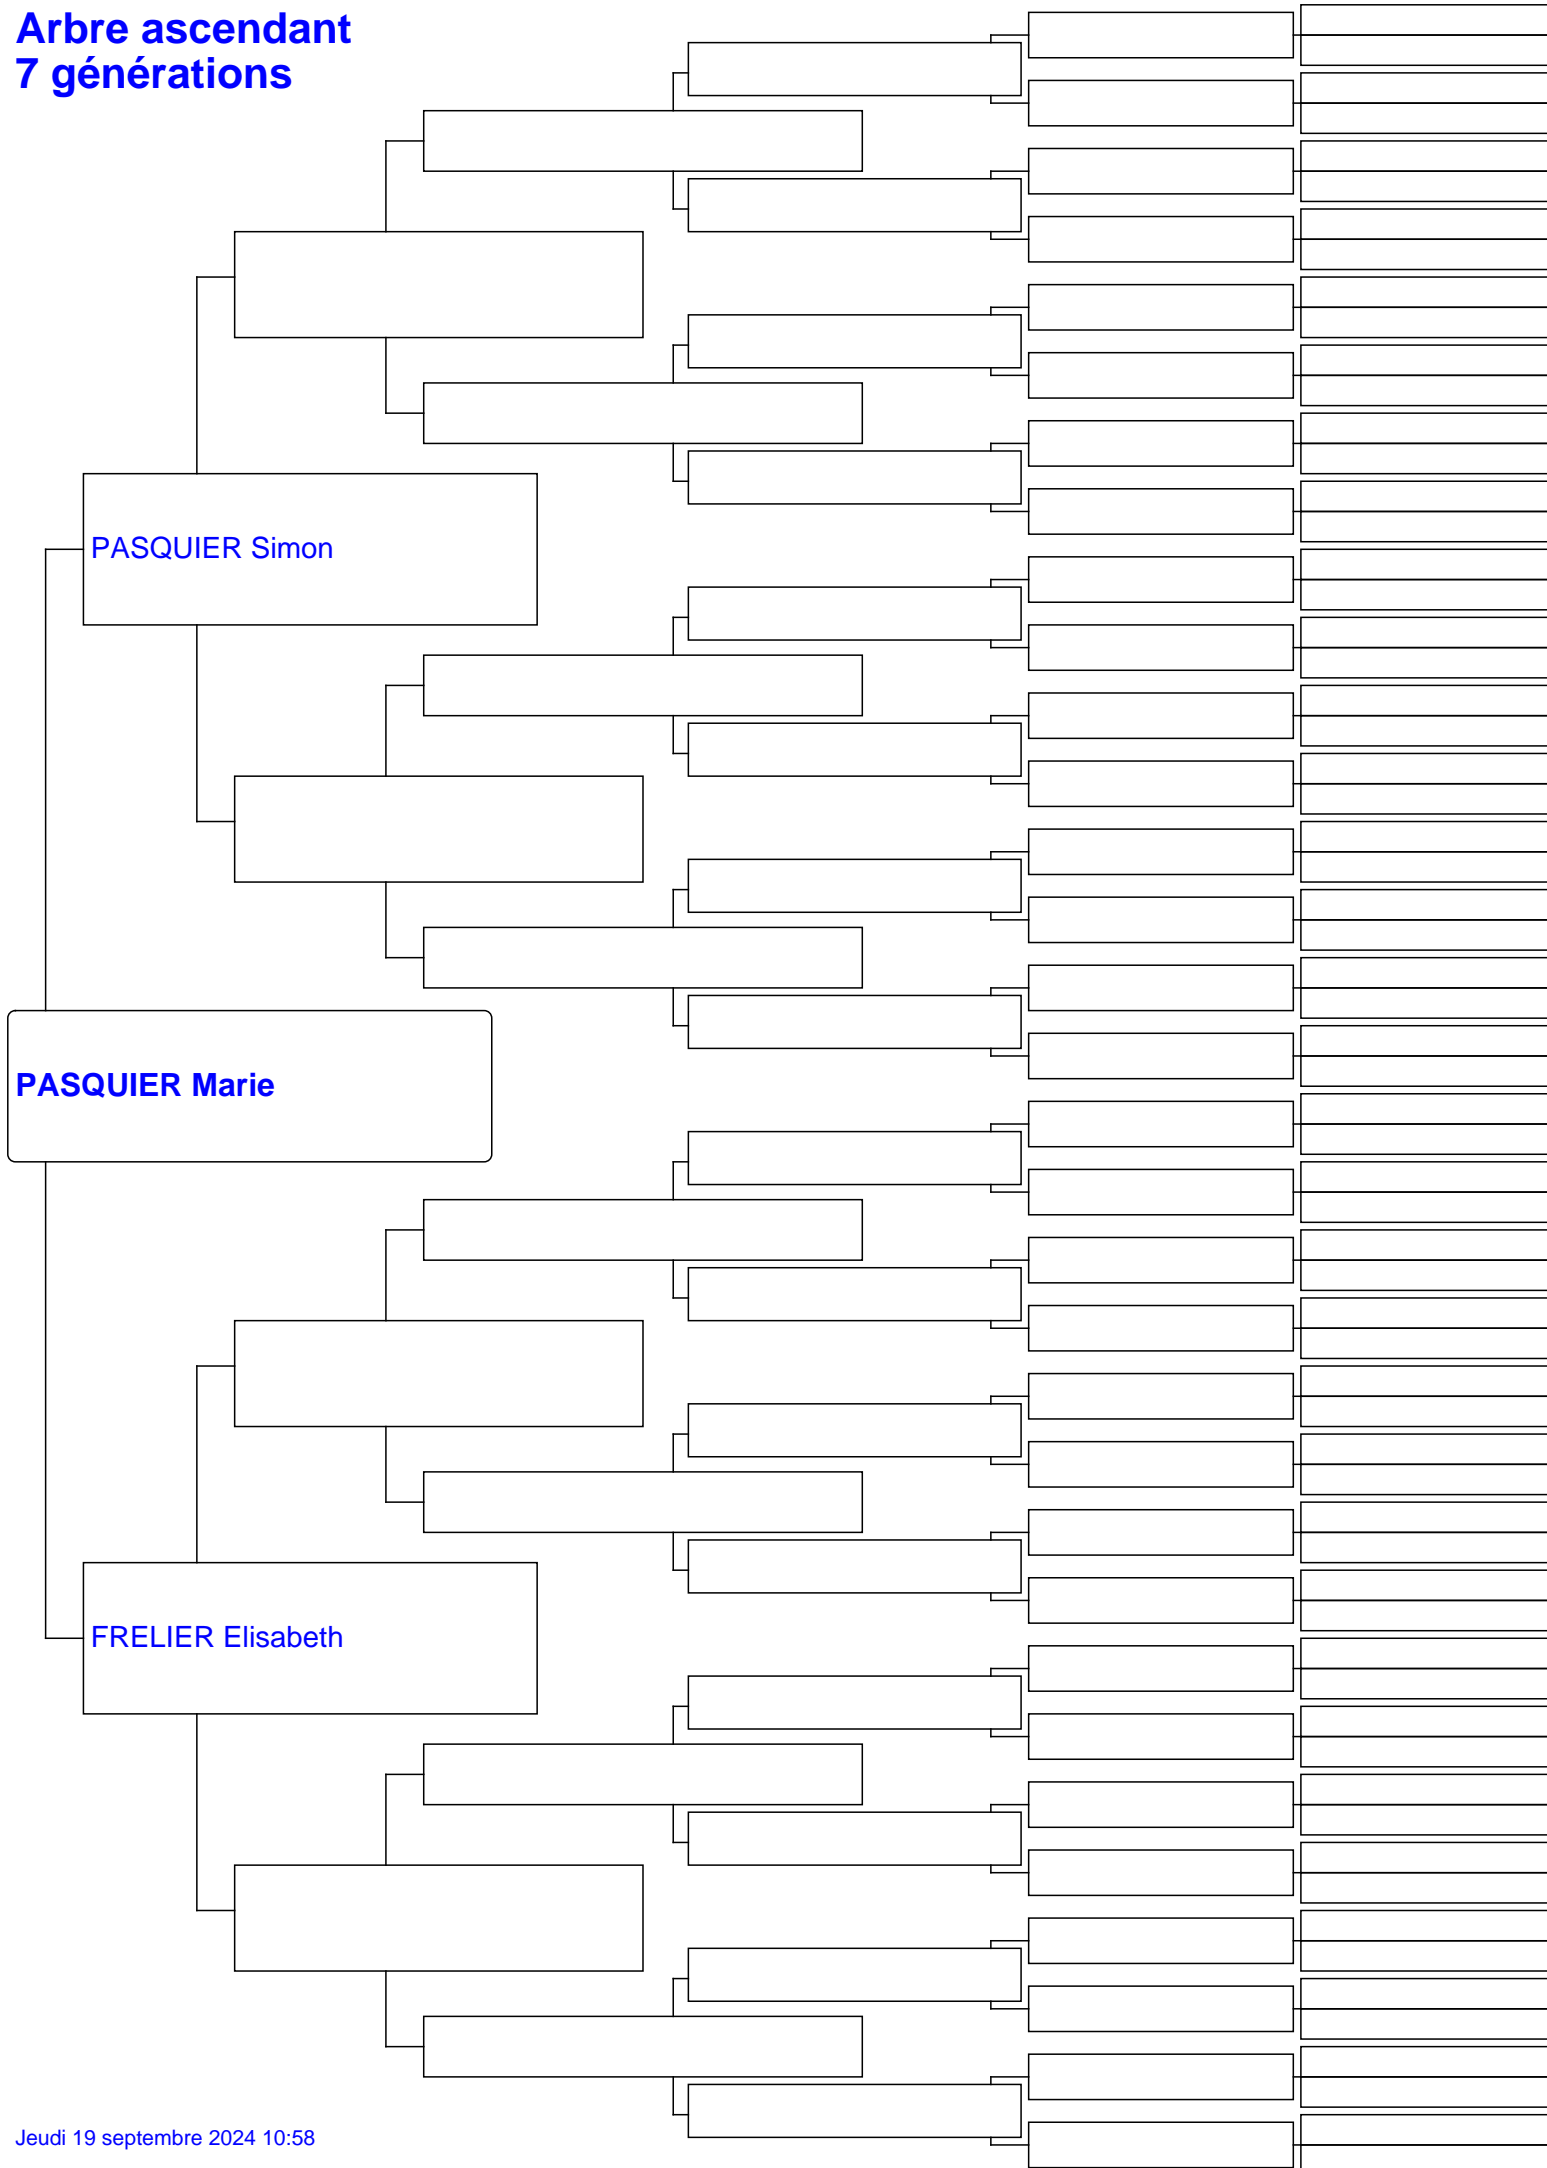 Arbre ascendant
7 générations
PASQUIER Simon
PASQUIER Marie
FRELIER Elisabeth
Jeudi 19 septembre 2024 10:58